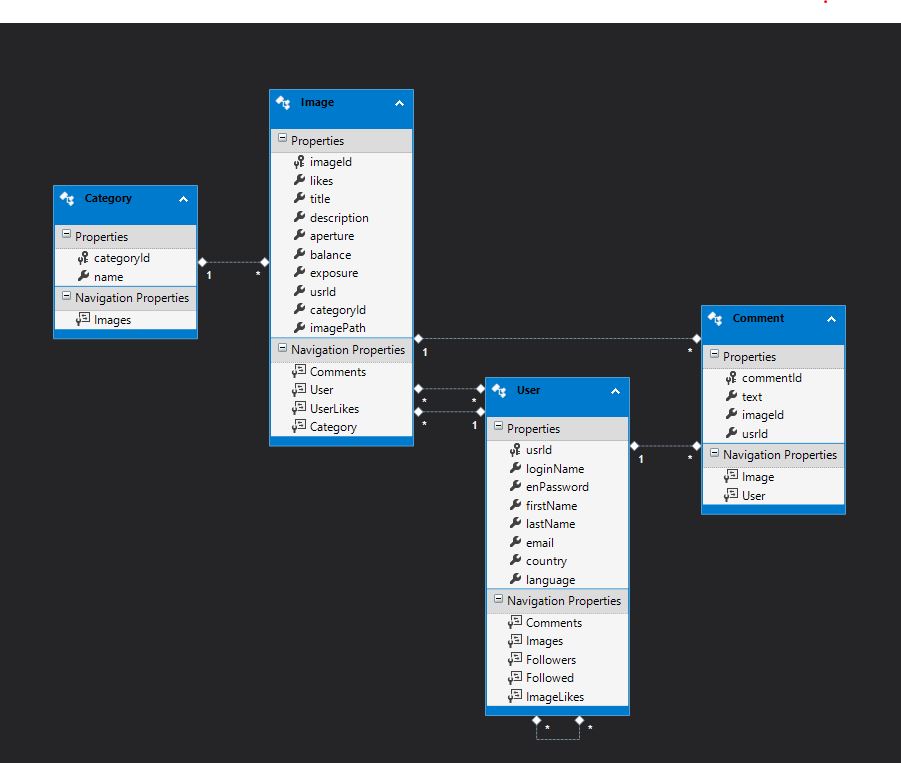 Category
Properties
categoryId
name
Navigation Properties
Images
1
*
Image
Properties
imageId
likes
title
description
aperture
balance
exposure
usrId
categoryId
imagePath
Navigation Properties
Comments
User
UserLikes
Category
1
*
*
*
*
1
User
Properties
usrId
loginName
enPassword
firstName
lastName
email
country
language
Navigation Properties
Comments
Images
Followers
Followed
ImageLikes
*
*
1
*
Comment
Properties
commentId
text
imageId
usrId
Navigation Properties
Image
User